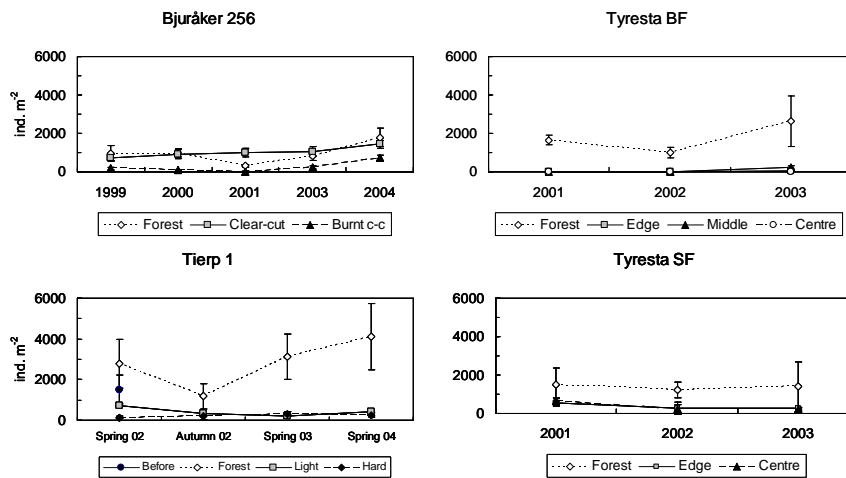 Bjuråker 256
6000
4000
2000
0
ind. m-2
1999 2000 2001 2003 2004
Forest Clear-cut Burnt c-c
Tyresta BF
6000
4000
2000
0
2001 2002 2003
Forest Edge Middle Centre
Tierp 1
6000
4000
2000
0
ind. m-2
Spring 02 Autumn 02 Spring 03 Spring 04
Before Forest Light Hard
Tyresta SF
6000
4000
2000
0
2001 2002 2003
Forest Edge Centre